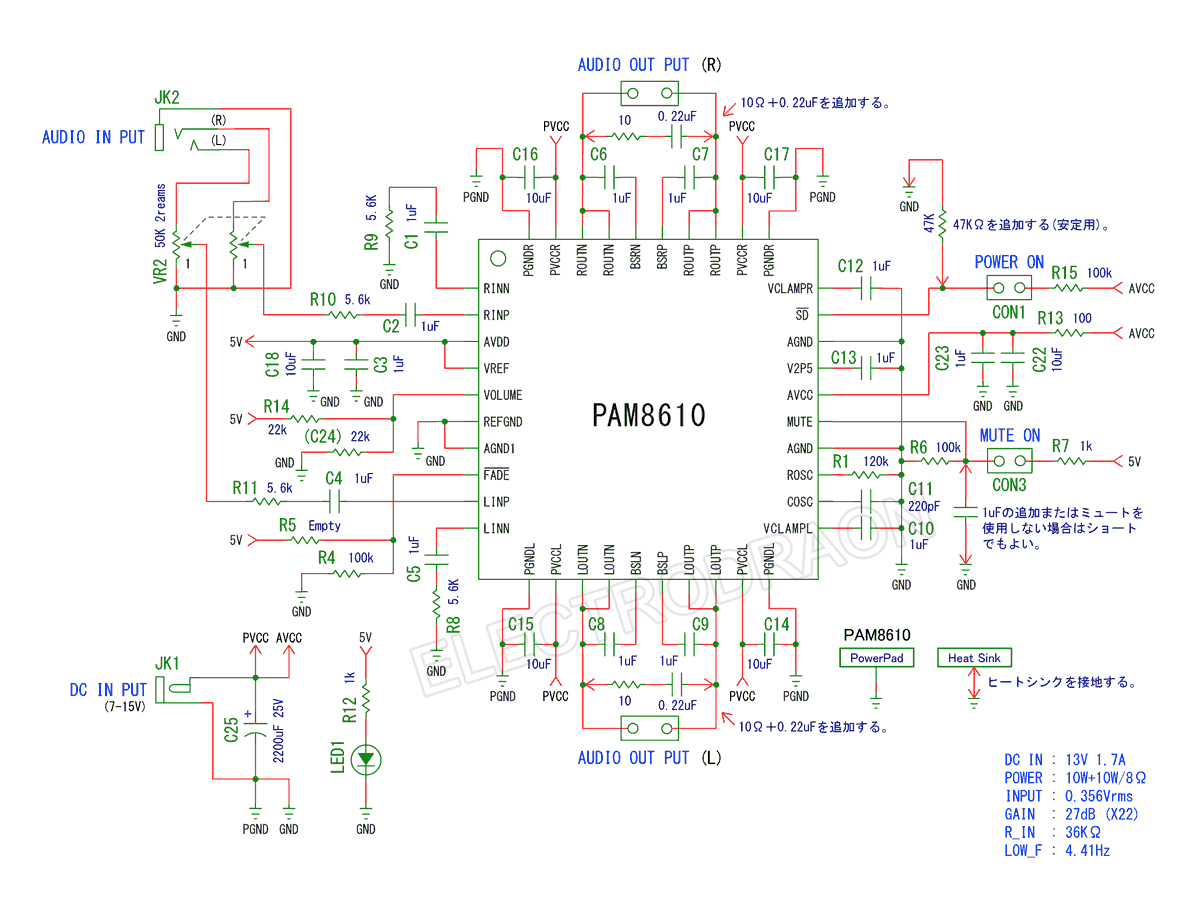 AUDIO OUT PUT (R)
10Ω+0.22uFを追加する。
JK2
AUDIO IN PUT
(R)
(L)
10
0.22uF
PVCC
PVCC
C16
C6
C7
C17
10uF
1uF
1uF
10uF
PGND
PGND
GND
47K
47KΩを追加する(安定用)。
50K 2reams
VR2
1
1
GND
R9
5.6K
C1
1uF
GND
PGNDR
PVCCR
ROUTN
ROUTN
BSRN
BSRP
ROUTP
ROUTP
PVCCR
PGNDR
C12
1uF
POWER ON
R15
100k
AVCC
CON1
R10
5.6k
C2
1uF
RINN
RINP
AVDD
VREF
VOLUME
REFGND
AGND1
FADE
LINP
LINN
PAM8610
VCLAMPR
SD
AGND
V2P5
AVCC
MUTE
AGND
ROSC
COSC
VCLAMPL
R13
100
AVCC
C23
1uF
C22
10uF
GND
GND
C13
1uF
5V
C18
10uF
C3
1uF
GND
GND
5V
R14
22k
(C24)
22k
GND
GND
MUTE ON
R6
100k
R7
1k
5V
CON3
R1
120k
C11
220pF
C10
1uF
1uFの追加またはミュートを
使用しない場合はショート
でもよい。
GND
GND
R11
5.6k
C4
1uF
5V
R5
Empty
R4
100k
GND
C5
1uF
R8
5.6K
GND
PGNDL
PVCCL
LOUTN
LOUTN
BSLN
BSLP
LOUTP
LOUTP
PVCCL
PGNDL
C15
C8
C9
C14
10uF
1uF
1uF
10uF
PGND
PVCC
PVCC
PGND
10
0.22uF
10Ω+0.22uFを追加する。
AUDIO OUT PUT (L)
ELECTRODRAON
PVCC
AVCC
5V
JK1
DC IN PUT
(7-15V)
+
C25
2200uF 25V
PGND
GND
1k
R12
LED1
GND
PAM8610
PowerPad
Heat Sink
ヒートシンクを接地する。
DC IN : 13V 1.7A
POWER : 10W+10W/8Ω
INPUT : 0.356Vrms
GAIN : 27dB (X22)
R_IN : 36KΩ
LOW_F : 4.41Hz